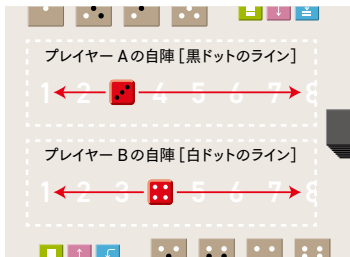 プレイヤー A の自陣 [黒ドットのライン]
1 2 4 5 6 7 8
プレイヤー B の自陣 [白ドットのライン]
1 2 3 5 6 7 8